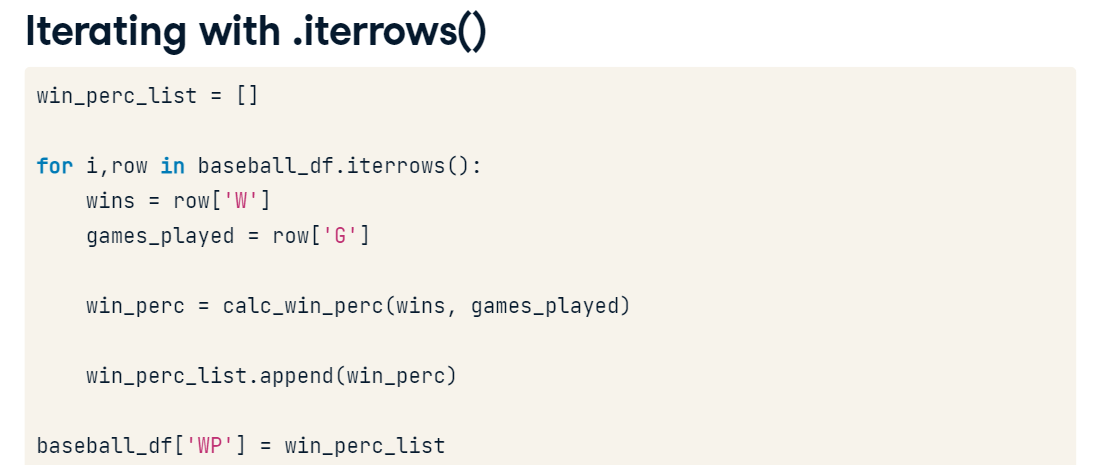 Iterating with .iterrows()
win_perc_list = []
for i,row in baseball_df.iterrows():
    wins = row['W']
    games_played = row['G']
    win_perc = calc_win_perc(wins, games_played)
    win_perc_list.append(win_perc)
baseball_df['WP'] = win_perc_list